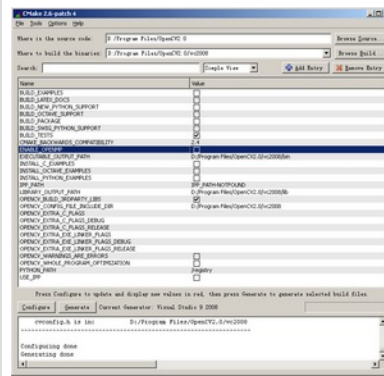 CMake 2.6-patch 4
File Tools Options Help
Where is the source code: D:/Program Files/OpenCV2.0 Browse Source...
Where to build the binaries: D:/Program Files/OpenCV2.0/vc2008 Browse Build...
Search: Simple View Add Entry Remove Entry
Name Value
BUILD_EXAMPLES
BUILD_LATEX_DOCS
BUILD_NEW_PYTHON_SUPPORT
BUILD_OCTAVE_SUPPORT
BUILD_PACKAGE
BUILD_SWIG_PYTHON_SUPPORT
BUILD_TESTS
CMAKE_BACKWARDS_COMPATIBILITY 2.4
ENABLE_OPENMP
EXECUTABLE_OUTPUT_PATH D:/Program Files/OpenCV2.0/vc2008/bin
INSTALL_C_EXAMPLES
INSTALL_OCTAVE_EXAMPLES
INSTALL_PYTHON_EXAMPLES
IPP_PATH IPP_PATH-NOTFOUND
LIBRARY_OUTPUT_PATH D:/Program Files/OpenCV2.0/vc2008/lib
OPENCV_BUILD_3RDPARTY_LIBS
OPENCV_CONFIG_FILE_INCLUDE_DIR D:/Program Files/OpenCV2.0/vc2008
OPENCV_EXTRA_C_FLAGS
OPENCV_EXTRA_C_FLAGS_DEBUG
OPENCV_EXTRA_C_FLAGS_RELEASE
OPENCV_EXTRA_EXE_LINKER_FLAGS
OPENCV_EXTRA_EXE_LINKER_FLAGS_DEBUG
OPENCV_EXTRA_EXE_LINKER_FLAGS_RELEASE
OPENCV_WARNINGS_ARE_ERRORS
OPENCV_WHOLE_PROGRAM_OPTIMIZATION
PYTHON_PATH /registry
USE_IPP
Press Configure to update and display new values in red, then press Generate to generate selected build files.
Configure Generate Current Generator: Visual Studio 9 2008
cvconfig.h is in: D:/Program Files/OpenCV2.0/vc2008
Configuring done
Generating done